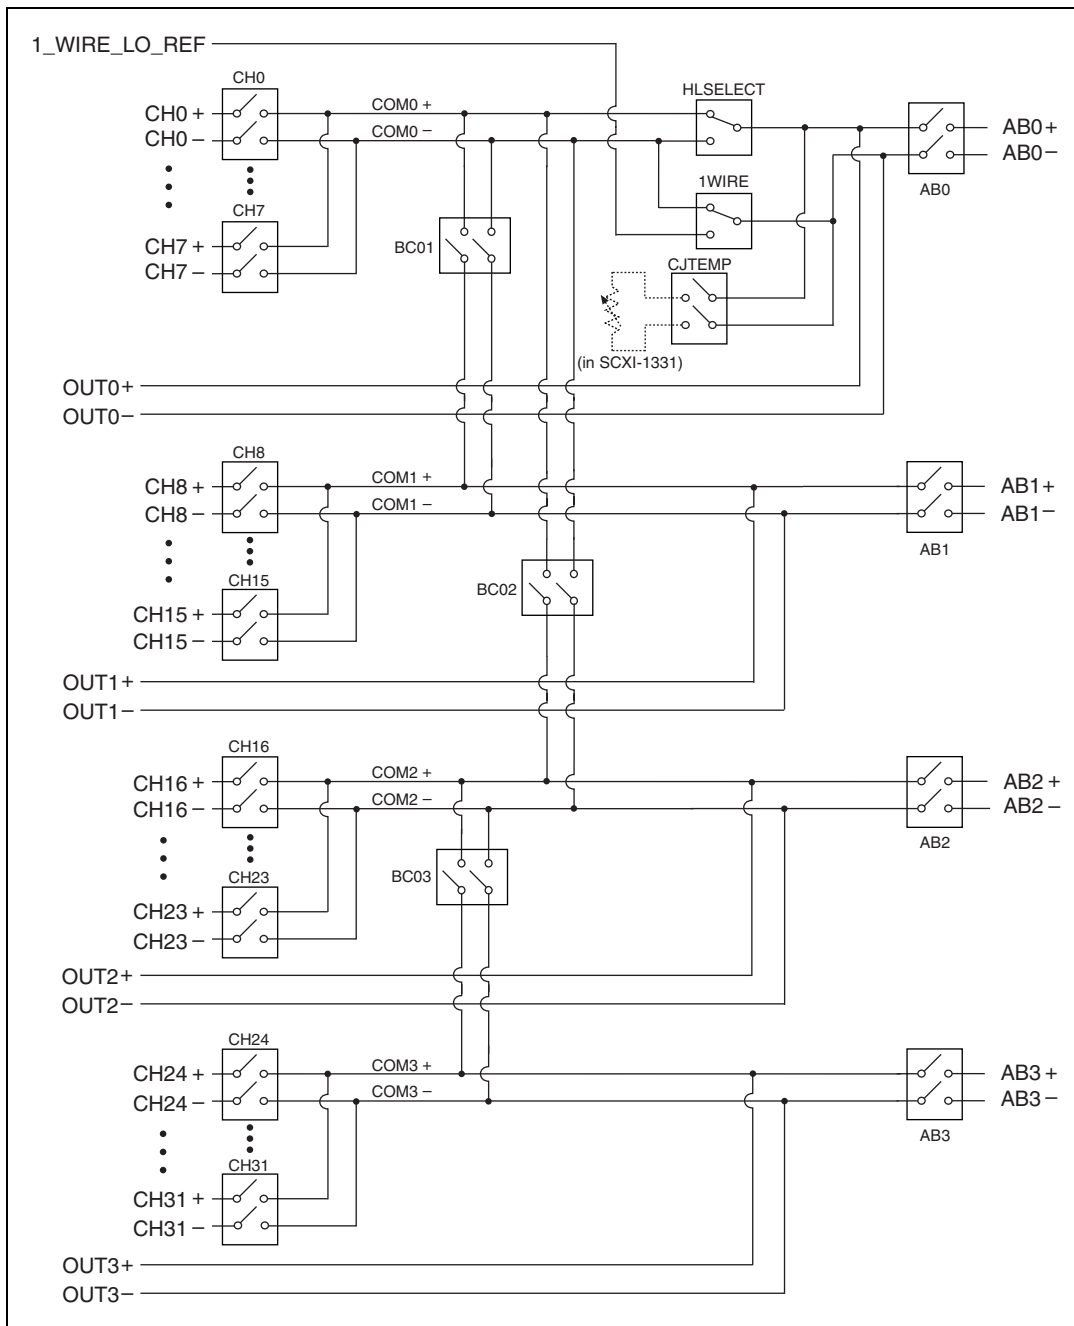 1_WIRE_LO_REF
CH0
HLSELECT
CH0+
COM0+
AB0+
CH0−
COM0−
AB0−
1WIRE
AB0
CH7
BC01
CH7+
CH7−
CJTEMP
(in SCXI-1331)
OUT0+
OUT0−
CH8
CH8+
COM1+
AB1+
CH8−
COM1−
AB1−
AB1
CH15
BC02
CH15+
CH15−
OUT1+
OUT1−
CH16
CH16+
COM2+
AB2+
CH16−
COM2−
AB2−
AB2
CH23
BC03
CH23+
CH23−
OUT2+
OUT2−
CH24
CH24+
COM3+
AB3+
CH24−
COM3−
AB3−
AB3
CH31
CH31+
CH31−
OUT3+
OUT3−